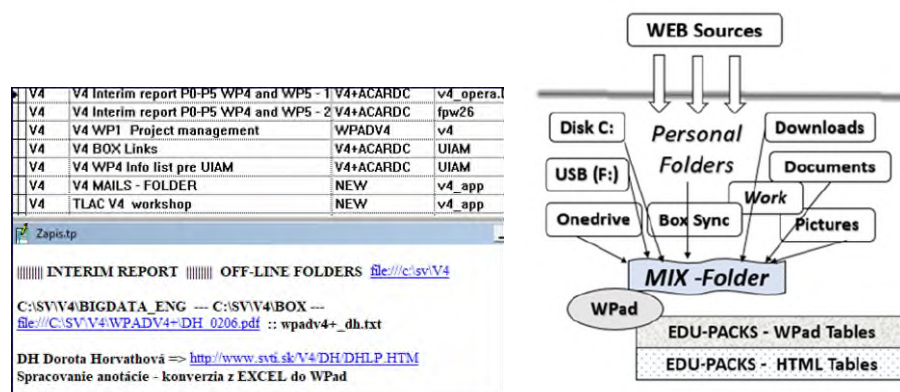 V4 V4 Interim report P0-P5 WP4 and WP5 - 1 V4+ACARDC
V4 V4 Interim report P0-P5 WP4 and WP5 - 2 V4+ACARDC fpw26
V4 V4 WP1 Project management WPADV4 v4
V4 V4 BOX Links V4+ACARDC UIAM
V4 V4 WP4 Info list pre UIAM V4+ACARDC UIAM
V4 V4 MAILS - FOLDER NEW v4_app
V4 TLAC V4 workshop NEW v4_app
Zapis.tp
|||||||| INTERIM REPORT |||||||| OFF-LINE FOLDERS file:///c:\sv\V4
C:\SV\V4\BIGDATA_ENG --- C:\SV\V4\BOX ---
file:///C:\SV\V4\WPADV4+\DH_0206.pdf :: wpadv4+_dh.txt
DH Dorota Horvathová => http://www.svti.sk/V4/DH/DHLP.HTM
Spracovanie anotácie - konverzia z EXCEL do WPad
WEB Sources
Disk C:
Personal
Folders
Downloads
USB (F:)
Documents
Work
Onedrive
Box Sync
Pictures
MIX -Folder
WPad
EDU-PACKS - WPad Tables
EDU-PACKS - HTML Tables